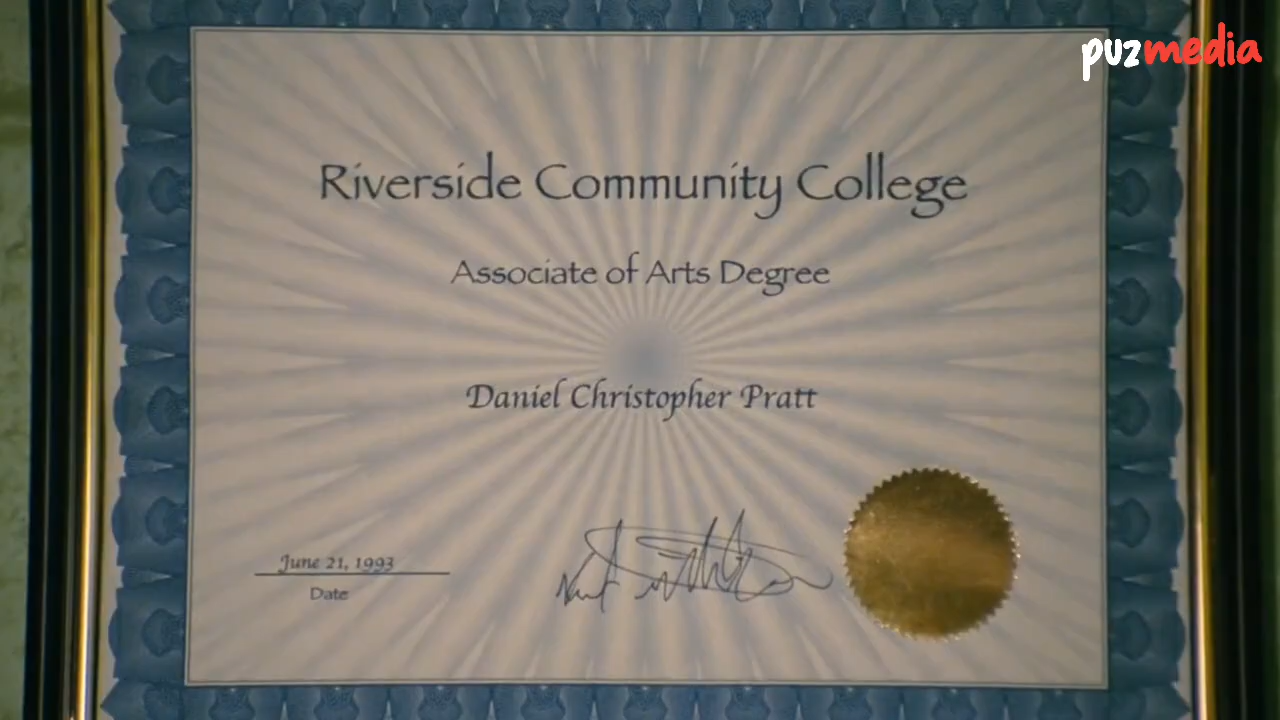 puzmedia
Riverside Community College
Associate of Arts Degree
Daniel Christopher Pratt
June 21, 1993
Date